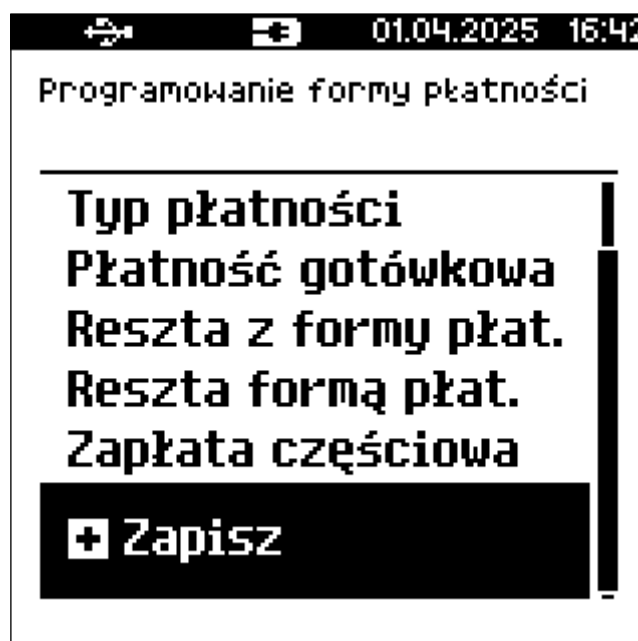 01.04.2025 16:42
Programowanie formy płatności
Typ płatności
Płatność gotówkowa
Reszta z formy płat.
Reszta formą płat.
Zapłata częściowa
+ Zapisz